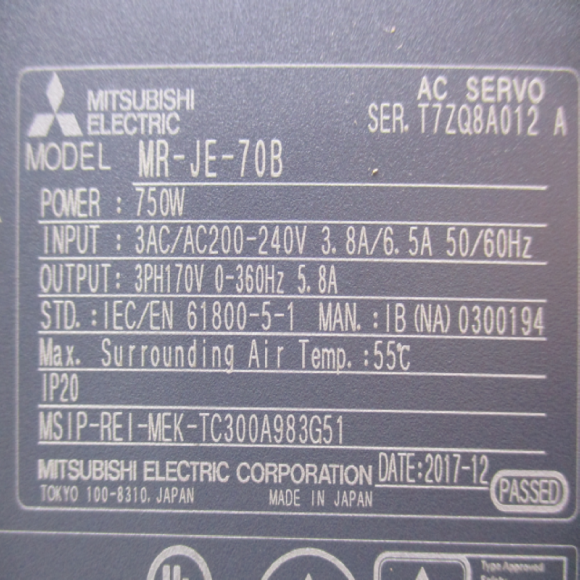 MITSUBISHI
ELECTRIC
AC SERVO
SER. T7ZQ8A012 A
MODEL MR-JE-70B
POWER : 750W
INPUT : 3AC/AC200-240V 3.8A/6.5A 50/60Hz
OUTPUT: 3PH170V 0-360Hz 5.8A
STD. : IEC/EN 61800-5-1 MAN. : IB (NA) 0300194
Max. Surrounding Air Temp. :55℃
IP20
MSIP-REI-MEK-TC300A983G51
MITSUBISHI ELECTRIC CORPORATION DATE:2017-12
TOKYO 100-8310, JAPAN MADE IN JAPAN PASSED
Type Approved